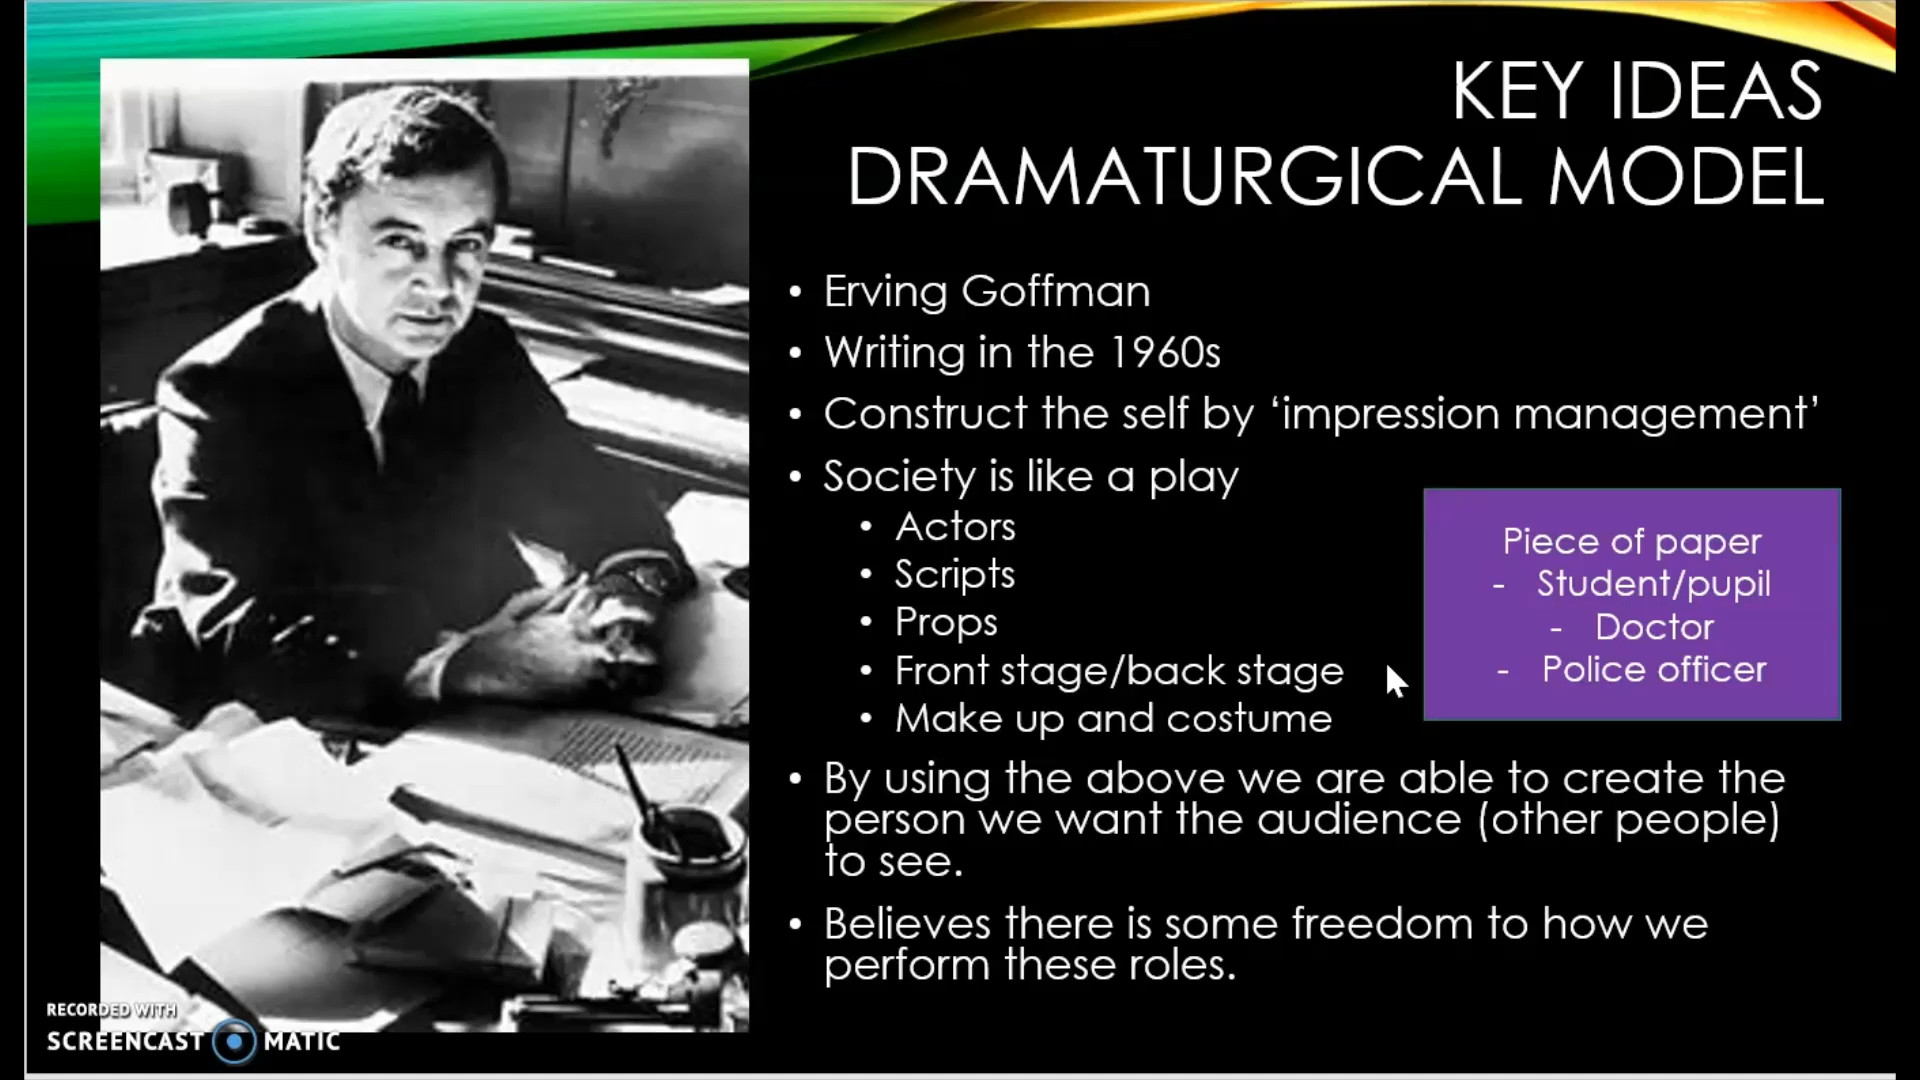 KEY IDEAS
DRAMATURGICAL MODEL
• Erving Goffman
• Writing in the 1960s
• Construct the self by ‘impression management’
• Society is like a play
• Actors
• Scripts
• Props
• Front stage/back stage
• Make up and costume
Piece of paper
- Student/pupil
- Doctor
- Police officer
• By using the above we are able to create the
person we want the audience (other people)
to see.
• Believes there is some freedom to how we
perform these roles.
RECORDED WITH
SCREENCAST MATIC